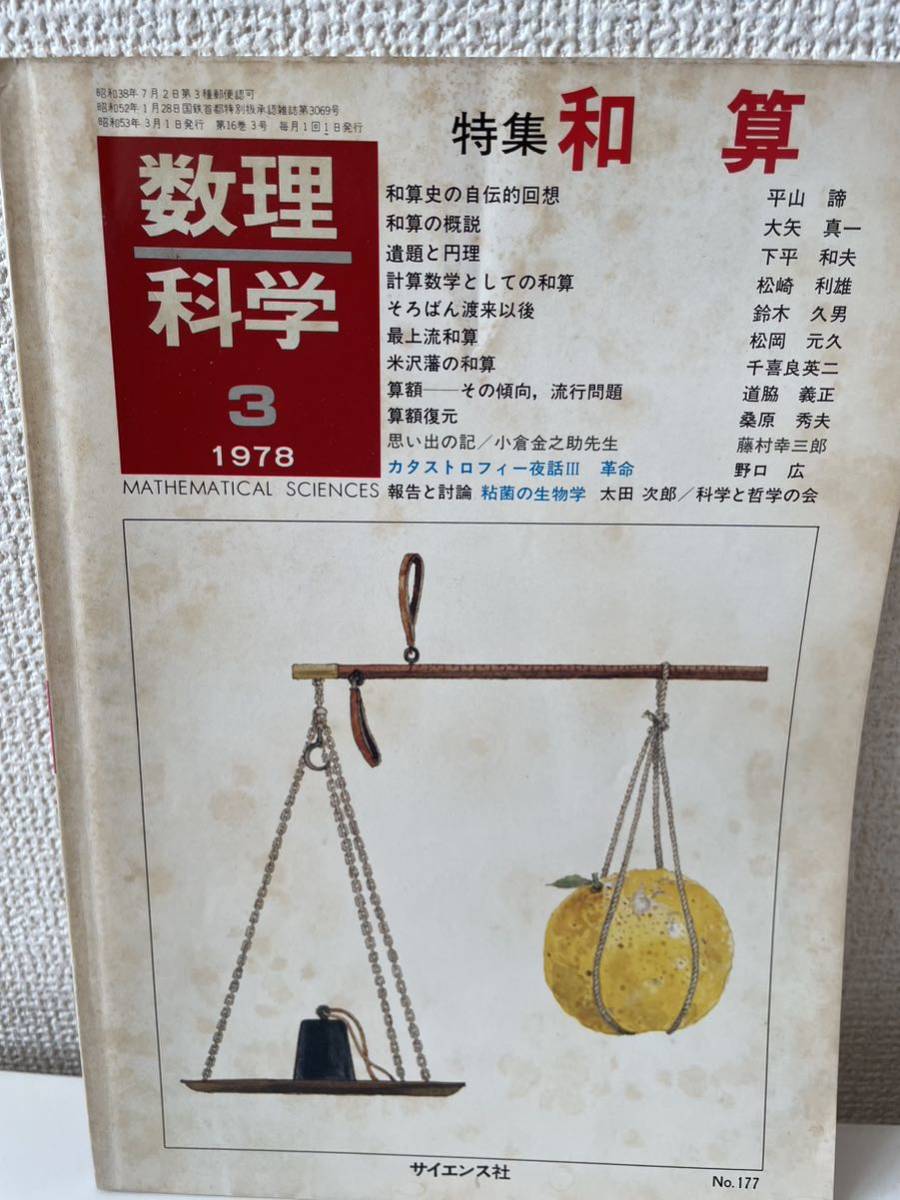 昭和38年7月2日第3種郵便認可
昭和52年1月28日国鉄首都特別扱承認雑誌第3069号
昭和53年3月1日発行 第16巻3号 毎月1回1日発行
特集 和算
数理
科学
3
1978
MATHEMATICAL SCIENCES
和算史の自伝的回想 平山 諦
和算の概説 大矢 真一
遺題と円理 下平 和夫
計算数学としての和算 松崎 利雄
そろばん渡来以後 鈴木 久男
最上流和算 松岡 元久
米沢藩の和算 千喜良英二
算額──その傾向,流行問題 道脇 義正
算額復元 桑原 秀夫
思い出の記/小倉金之助先生 藤村幸三郎
カタストロフィー夜話III 革命 野口 広
報告と討論 粘菌の生物学 太田 次郎/科学と哲学の会
サイエンス社
No.177